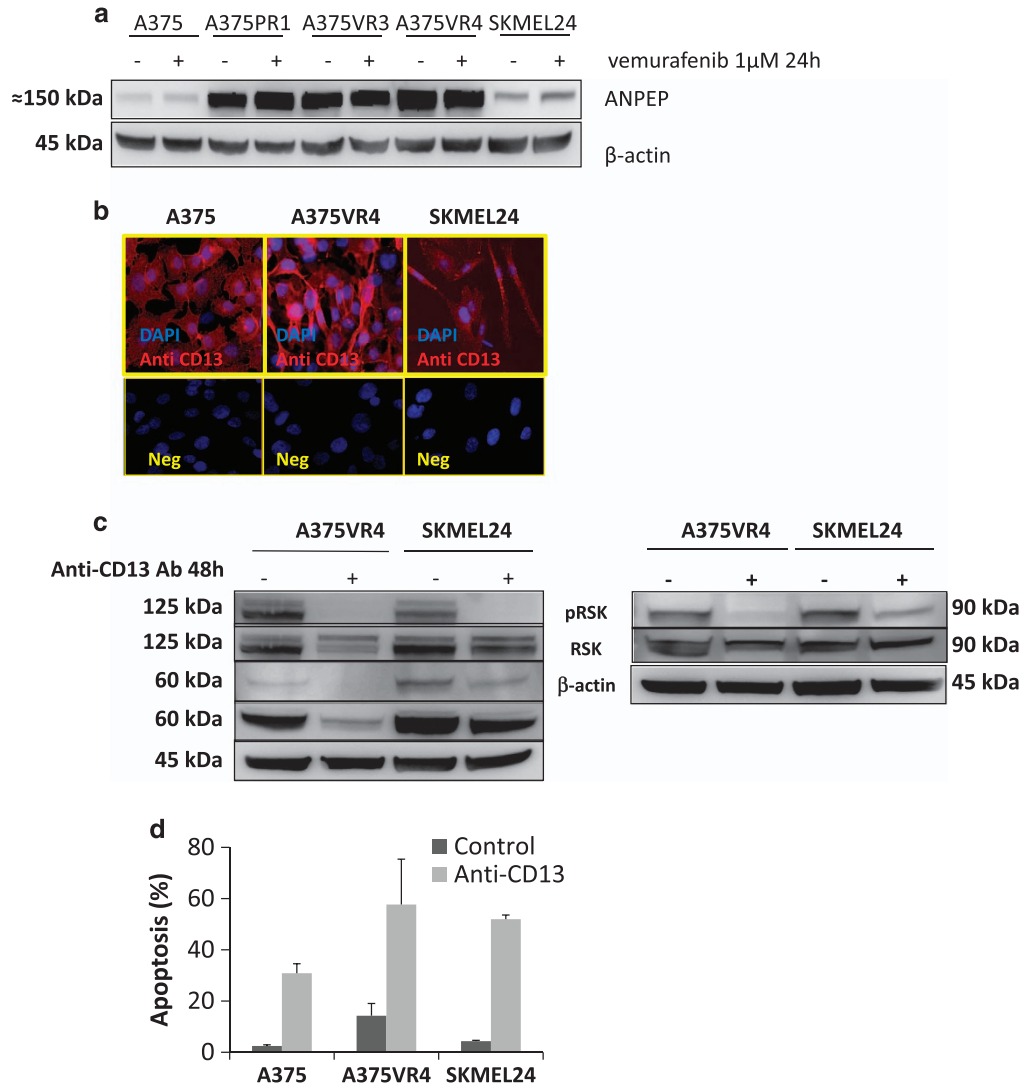 a
A375 A375PR1 A375VR3 A375VR4 SKMEL24
- + - + - + - + - + vemurafenib 1µM 24h
≈150 kDa ANPEP
45 kDa β-actin
b
A375 A375VR4 SKMEL24
DAPI DAPI DAPI
Anti CD13 Anti CD13 Anti CD13
Neg Neg Neg
c
A375VR4 SKMEL24
Anti-CD13 Ab 48h - + - +
125 kDa
125 kDa
60 kDa
60 kDa
45 kDa
A375VR4 SKMEL24
- + - +
pRSK 90 kDa
RSK 90 kDa
β-actin 45 kDa
d
Control
Anti-CD13
Apoptosis (%)
80
60
40
20
0
A375 A375VR4 SKMEL24